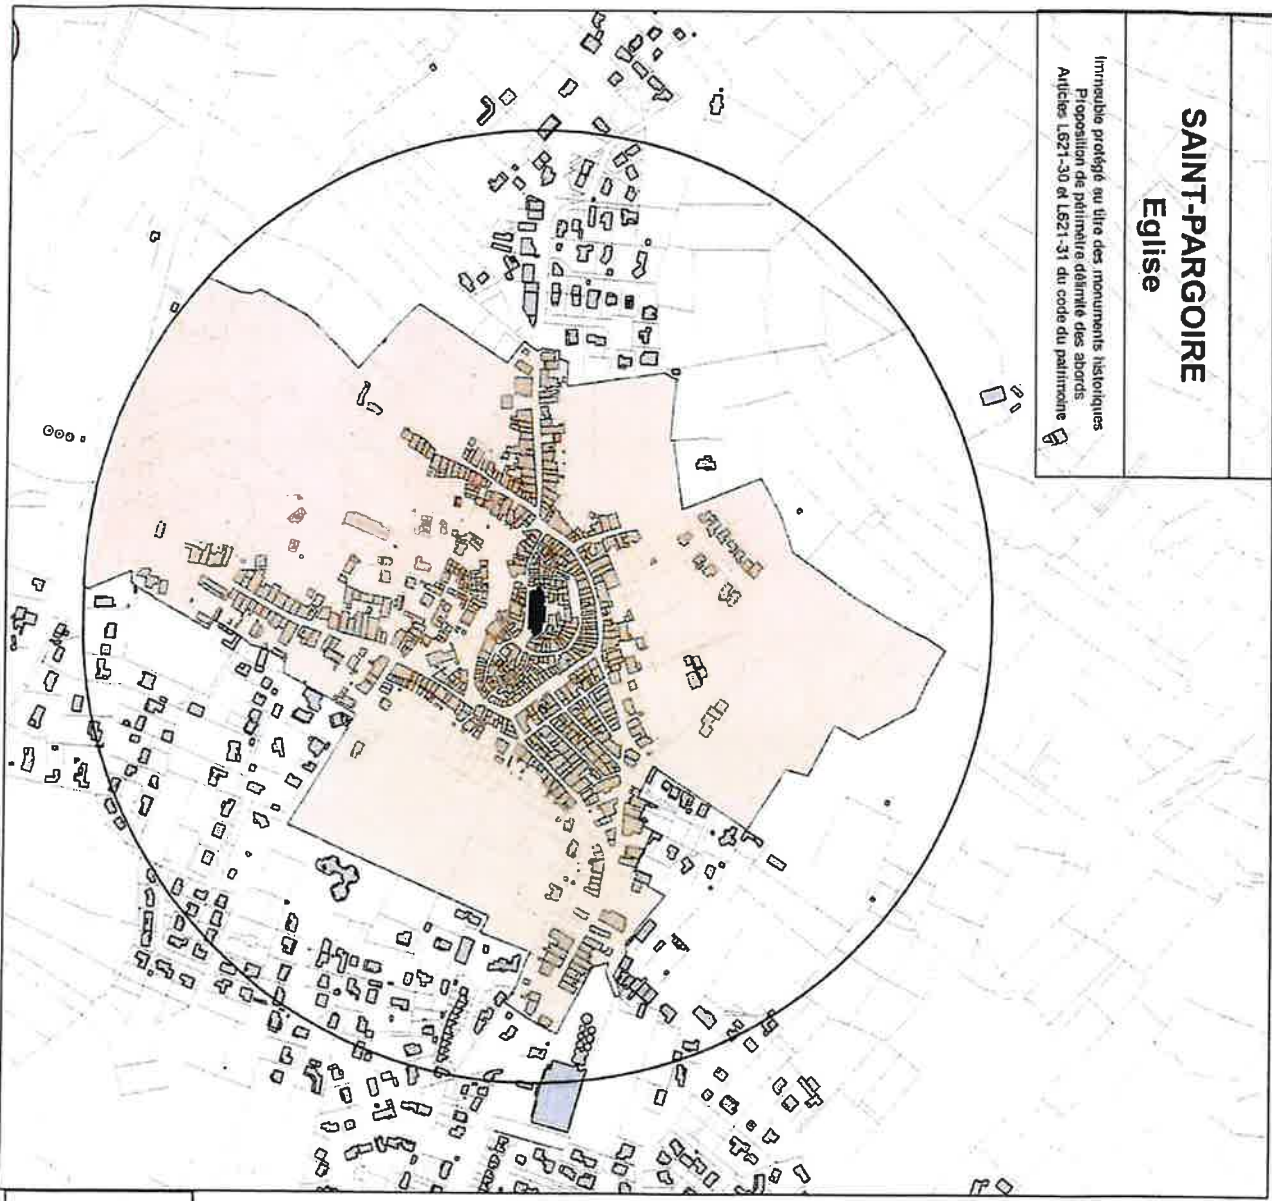 SAINT-PARGOIRE
Eglise
Immeuble protégé au titre des monuments historiques
Proposition de périmètre délimité des abords
Articles L621-30 et L621-31 du code du patrimoine